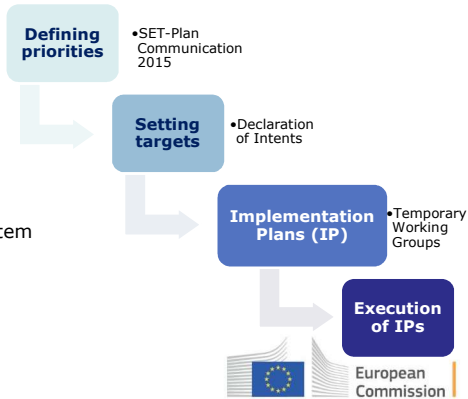 Defining
priorities
•SET-Plan
Communication
2015
Setting
targets
•Declaration
of Intents
tem
Implementation
Plans (IP)
•Temporary
Working
Groups
Execution
of IPs
European
Commission